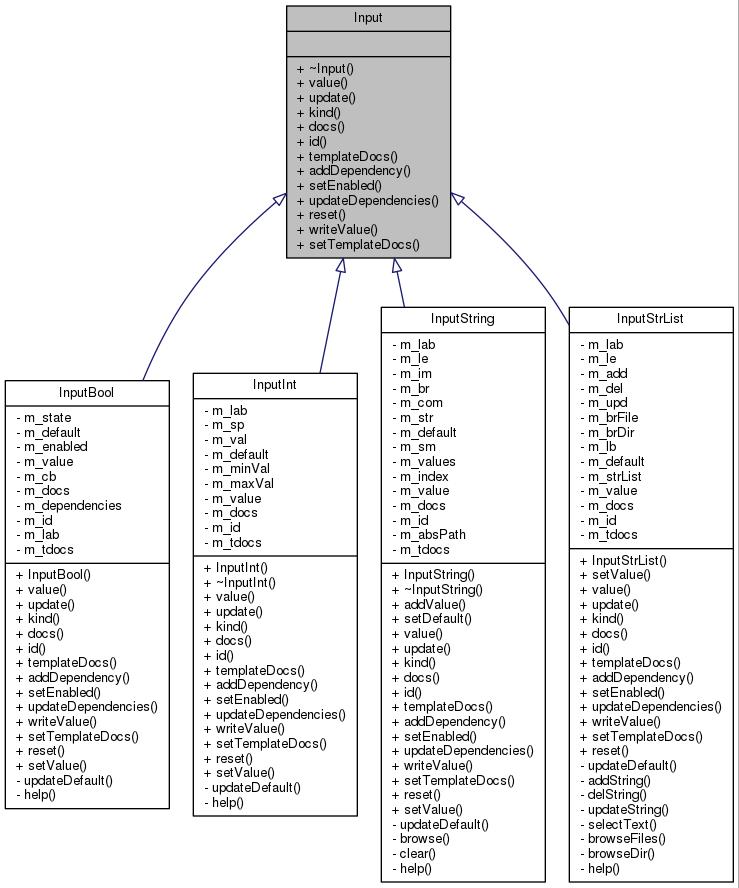 Input
+ ~Input()
+ value()
+ update()
+ kind()
+ docs()
+ id()
+ templateDocs()
+ addDependency()
+ setEnabled()
+ updateDependencies()
+ reset()
+ writeValue()
+ setTemplateDocs()
InputBool
- m_state
- m_default
- m_enabled
- m_value
- m_cb
- m_docs
- m_dependencies
- m_id
- m_lab
- m_tdocs
+ InputBool()
+ value()
+ update()
+ kind()
+ docs()
+ id()
+ templateDocs()
+ addDependency()
+ setEnabled()
+ updateDependencies()
+ writeValue()
+ setTemplateDocs()
+ reset()
+ setValue()
- updateDefault()
- help()
InputInt
- m_lab
- m_sp
- m_val
- m_default
- m_minVal
- m_maxVal
- m_value
- m_docs
- m_id
- m_tdocs
+ InputInt()
+ ~InputInt()
+ value()
+ update()
+ kind()
+ docs()
+ id()
+ templateDocs()
+ addDependency()
+ setEnabled()
+ updateDependencies()
+ writeValue()
+ setTemplateDocs()
+ reset()
+ setValue()
- updateDefault()
- help()
InputString
- m_lab
- m_le
- m_im
- m_br
- m_com
- m_str
- m_default
- m_sm
- m_values
- m_index
- m_value
- m_docs
- m_id
- m_absPath
- m_tdocs
+ InputString()
+ ~InputString()
+ addValue()
+ setDefault()
+ value()
+ update()
+ kind()
+ docs()
+ id()
+ templateDocs()
+ addDependency()
+ setEnabled()
+ updateDependencies()
+ writeValue()
+ setTemplateDocs()
+ reset()
+ setValue()
- updateDefault()
- browse()
- clear()
- help()
InputStrList
- m_lab
- m_le
- m_add
- m_del
- m_upd
- m_brFile
- m_brDir
- m_lb
- m_default
- m_strList
- m_value
- m_docs
- m_id
- m_tdocs
+ InputStrList()
+ setValue()
+ value()
+ update()
+ kind()
+ docs()
+ id()
+ templateDocs()
+ addDependency()
+ setEnabled()
+ updateDependencies()
+ writeValue()
+ setTemplateDocs()
+ reset()
- updateDefault()
- addString()
- delString()
- updateString()
- selectText()
- browseFiles()
- browseDir()
- help()